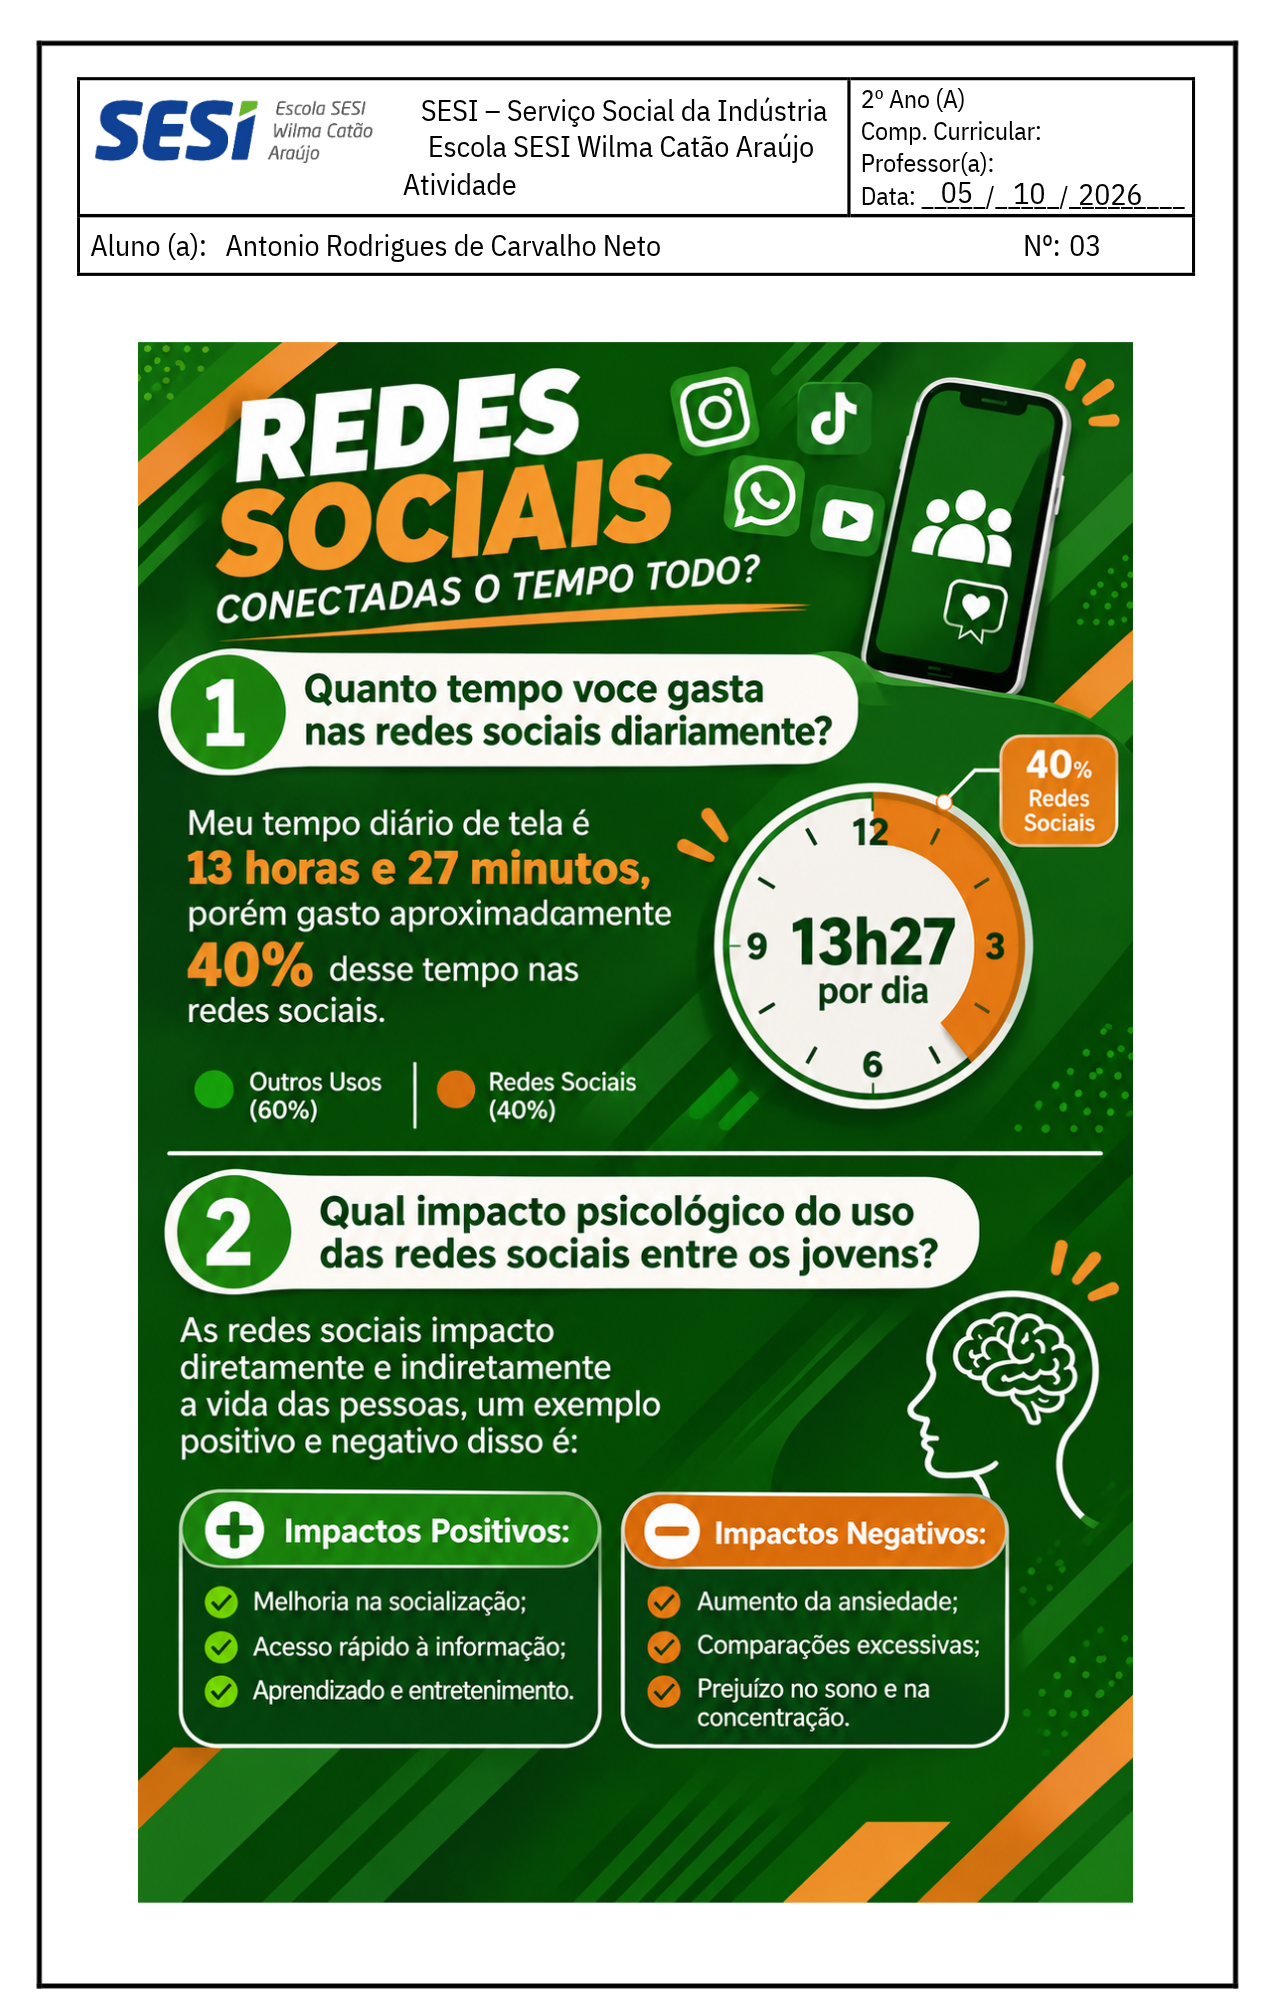 SESI
Escola SESI
Wilma Catão
Araújo
SESI – Serviço Social da Indústria
Escola SESI Wilma Catão Araújo
Atividade
2º Ano (A)
Comp. Curricular:
Professor(a):
Data: _05_/_10_/_2026_
Aluno (a): Antonio Rodrigues de Carvalho Neto Nº: 03
REDES
SOCIAIS
CONECTADAS O TEMPO TODO?
1
Quanto tempo voce gasta
nas redes sociais diariamente?
Meu tempo diário de tela é
13 horas e 27 minutos,
porém gasto aproximadcamente
40% desse tempo nas
redes sociais.
Outros Usos
(60%)
Redes Sociais
(40%)
40%
Redes
Sociais
12
9
3
6
13h27
por dia
2
Qual impacto psicológico do uso
das redes sociais entre os jovens?
As redes sociais impacto
diretamente e indiretamente
a vida das pessoas, um exemplo
positivo e negativo disso é:
Impactos Positivos:
Melhoria na socialização;
Acesso rápido à informação;
Aprendizado e entretenimento.
Impactos Negativos:
Aumento da ansiedade;
Comparações excessivas;
Prejuízo no sono e na
concentração.